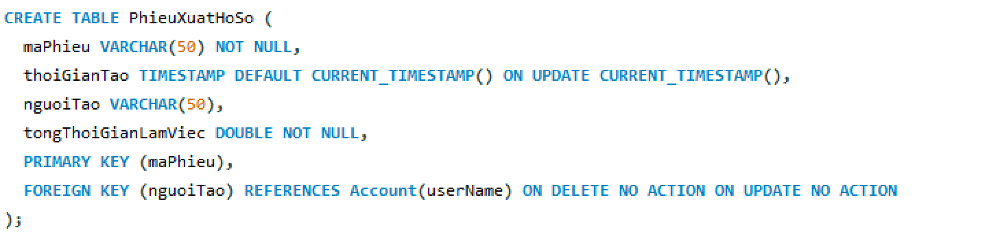 CREATE TABLE PhieuXuatHoSo (
maPhieu VARCHAR(50) NOT NULL,
thoiGianTao TIMESTAMP DEFAULT CURRENT_TIMESTAMP() ON UPDATE CURRENT_TIMESTAMP(),
nguoiTao VARCHAR(50),
tongThoiGianLamViec DOUBLE NOT NULL,
PRIMARY KEY (maPhieu),
FOREIGN KEY (nguoiTao) REFERENCES Account(userName) ON DELETE NO ACTION ON UPDATE NO ACTION
);